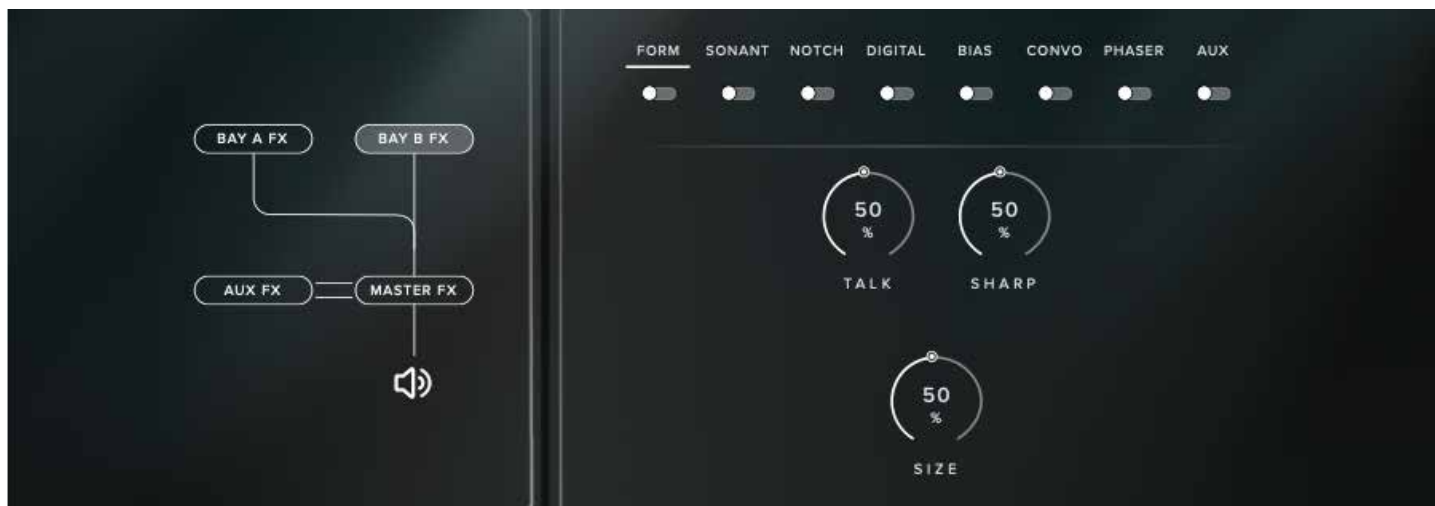 BAY A FX BAY B FX
AUX FX MASTER FX
FORM SONANT NOTCH DIGITAL BIAS CONVO PHASER AUX
50 50
% %
TALK SHARP
50
%
SIZE